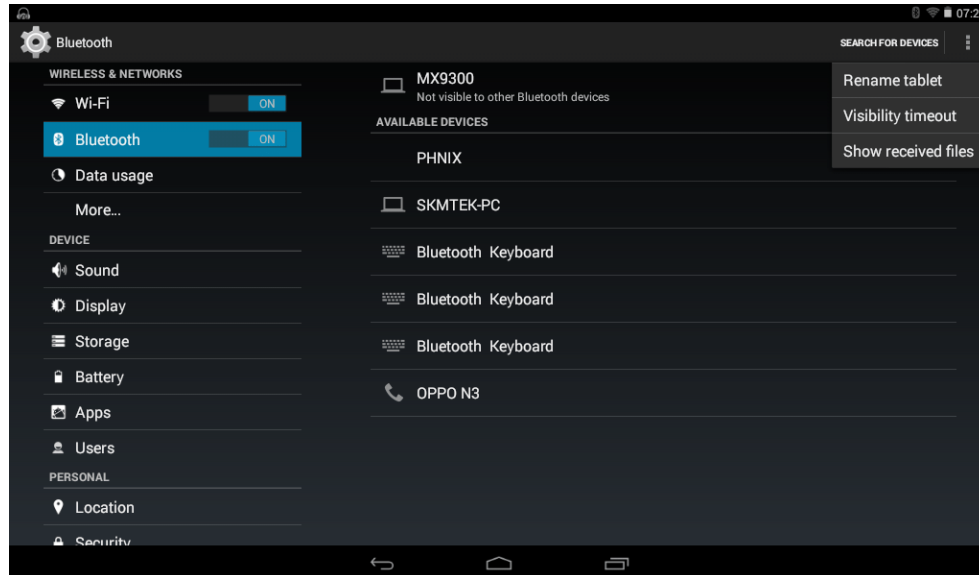 07:2
Bluetooth
SEARCH FOR DEVICES
WIRELESS & NETWORKS
Wi-Fi ON
Bluetooth ON
Data usage
More...
DEVICE
Sound
Display
Storage
Battery
Apps
Users
PERSONAL
Location
Security
MX9300
Not visible to other Bluetooth devices
AVAILABLE DEVICES
PHNIX
SKMTEK-PC
Bluetooth Keyboard
Bluetooth Keyboard
Bluetooth Keyboard
OPPO N3
Rename tablet
Visibility timeout
Show received files